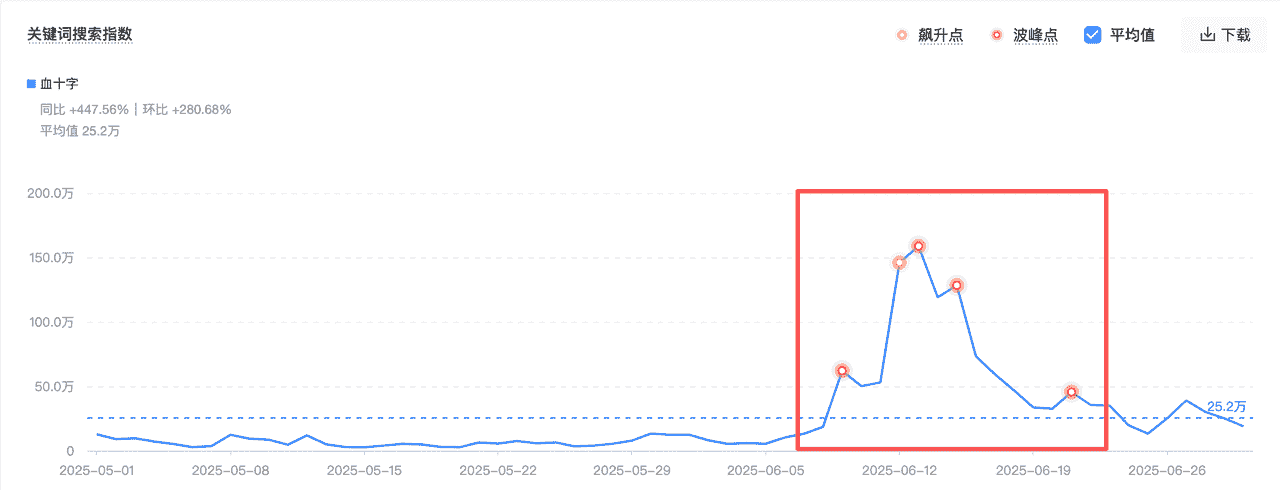 关键词搜索指数
飙升点 波峰点 平均值 下载
血十字
同比 +447.56% | 环比 +280.68%
平均值 25.2万
200.0万
150.0万
100.0万
50.0万
25.2万
0
2025-05-01 2025-05-08 2025-05-15 2025-05-22 2025-05-29 2025-06-05 2025-06-12 2025-06-19 2025-06-26